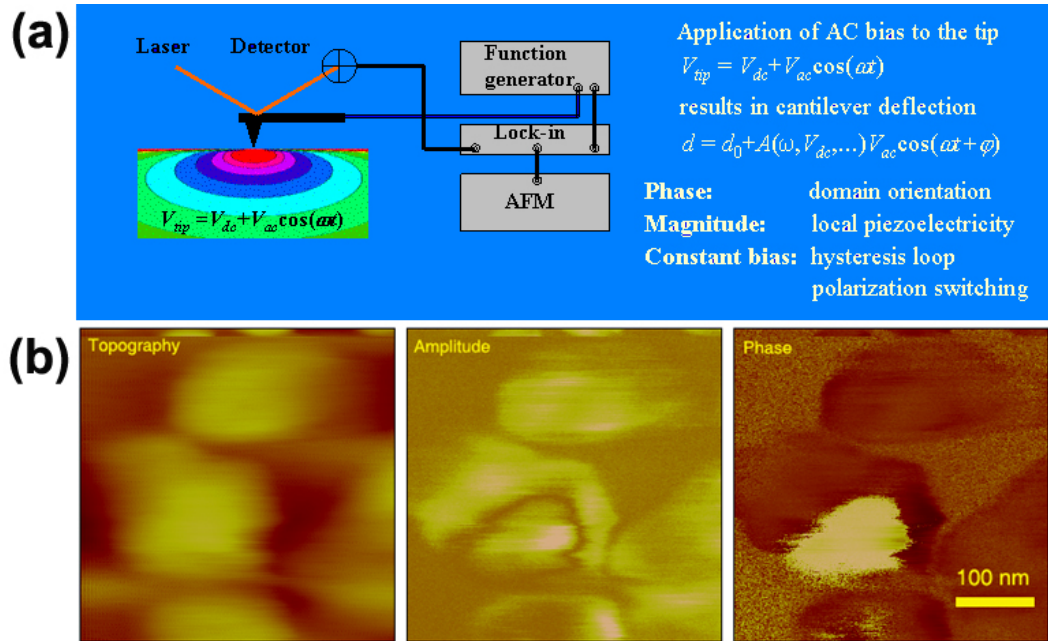 (a)
Laser
Detector
Function
generator
Lock-in
AFM
V_tip = V_dc + V_ac cos(ωt)
Application of AC bias to the tip
V_tip = V_dc + V_ac cos(ωt)
results in cantilever deflection
d = d_0 + A(ω, V_dc,...) V_ac cos(ωt + φ)
Phase: domain orientation
Magnitude: local piezoelectricity
Constant bias: hysteresis loop
polarization switching
(b)
Topography
Amplitude
Phase
100 nm